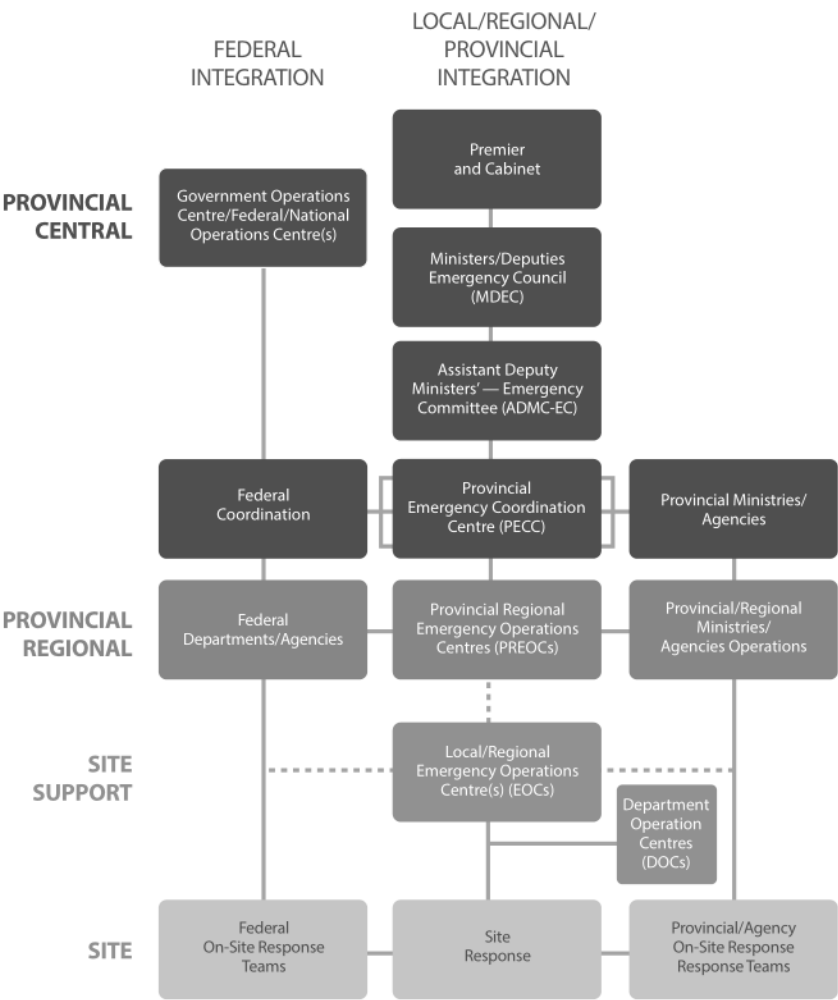 FEDERAL
INTEGRATION
LOCAL/REGIONAL/
PROVINCIAL
INTEGRATION
PROVINCIAL
CENTRAL
Government Operations
Centre/Federal/National
Operations Centre(s)
Premier
and Cabinet
Ministers/Deputies
Emergency Council
(MDEC)
Assistant Deputy
Ministers’ — Emergency
Committee (ADMC-EC)
Federal
Coordination
Provincial
Emergency Coordination
Centre (PECC)
Provincial Ministries/
Agencies
PROVINCIAL
REGIONAL
Federal
Departments/Agencies
Provincial Regional
Emergency Operations
Centres (PREOCs)
Provincial/Regional
Ministries/
Agencies Operations
SITE
SUPPORT
Local/Regional
Emergency Operations
Centre(s) (EOCs)
Department
Operation
Centres
(DOCs)
SITE
Federal
On-Site Response
Teams
Site
Response
Provincial/Agency
On-Site Response
Response Teams